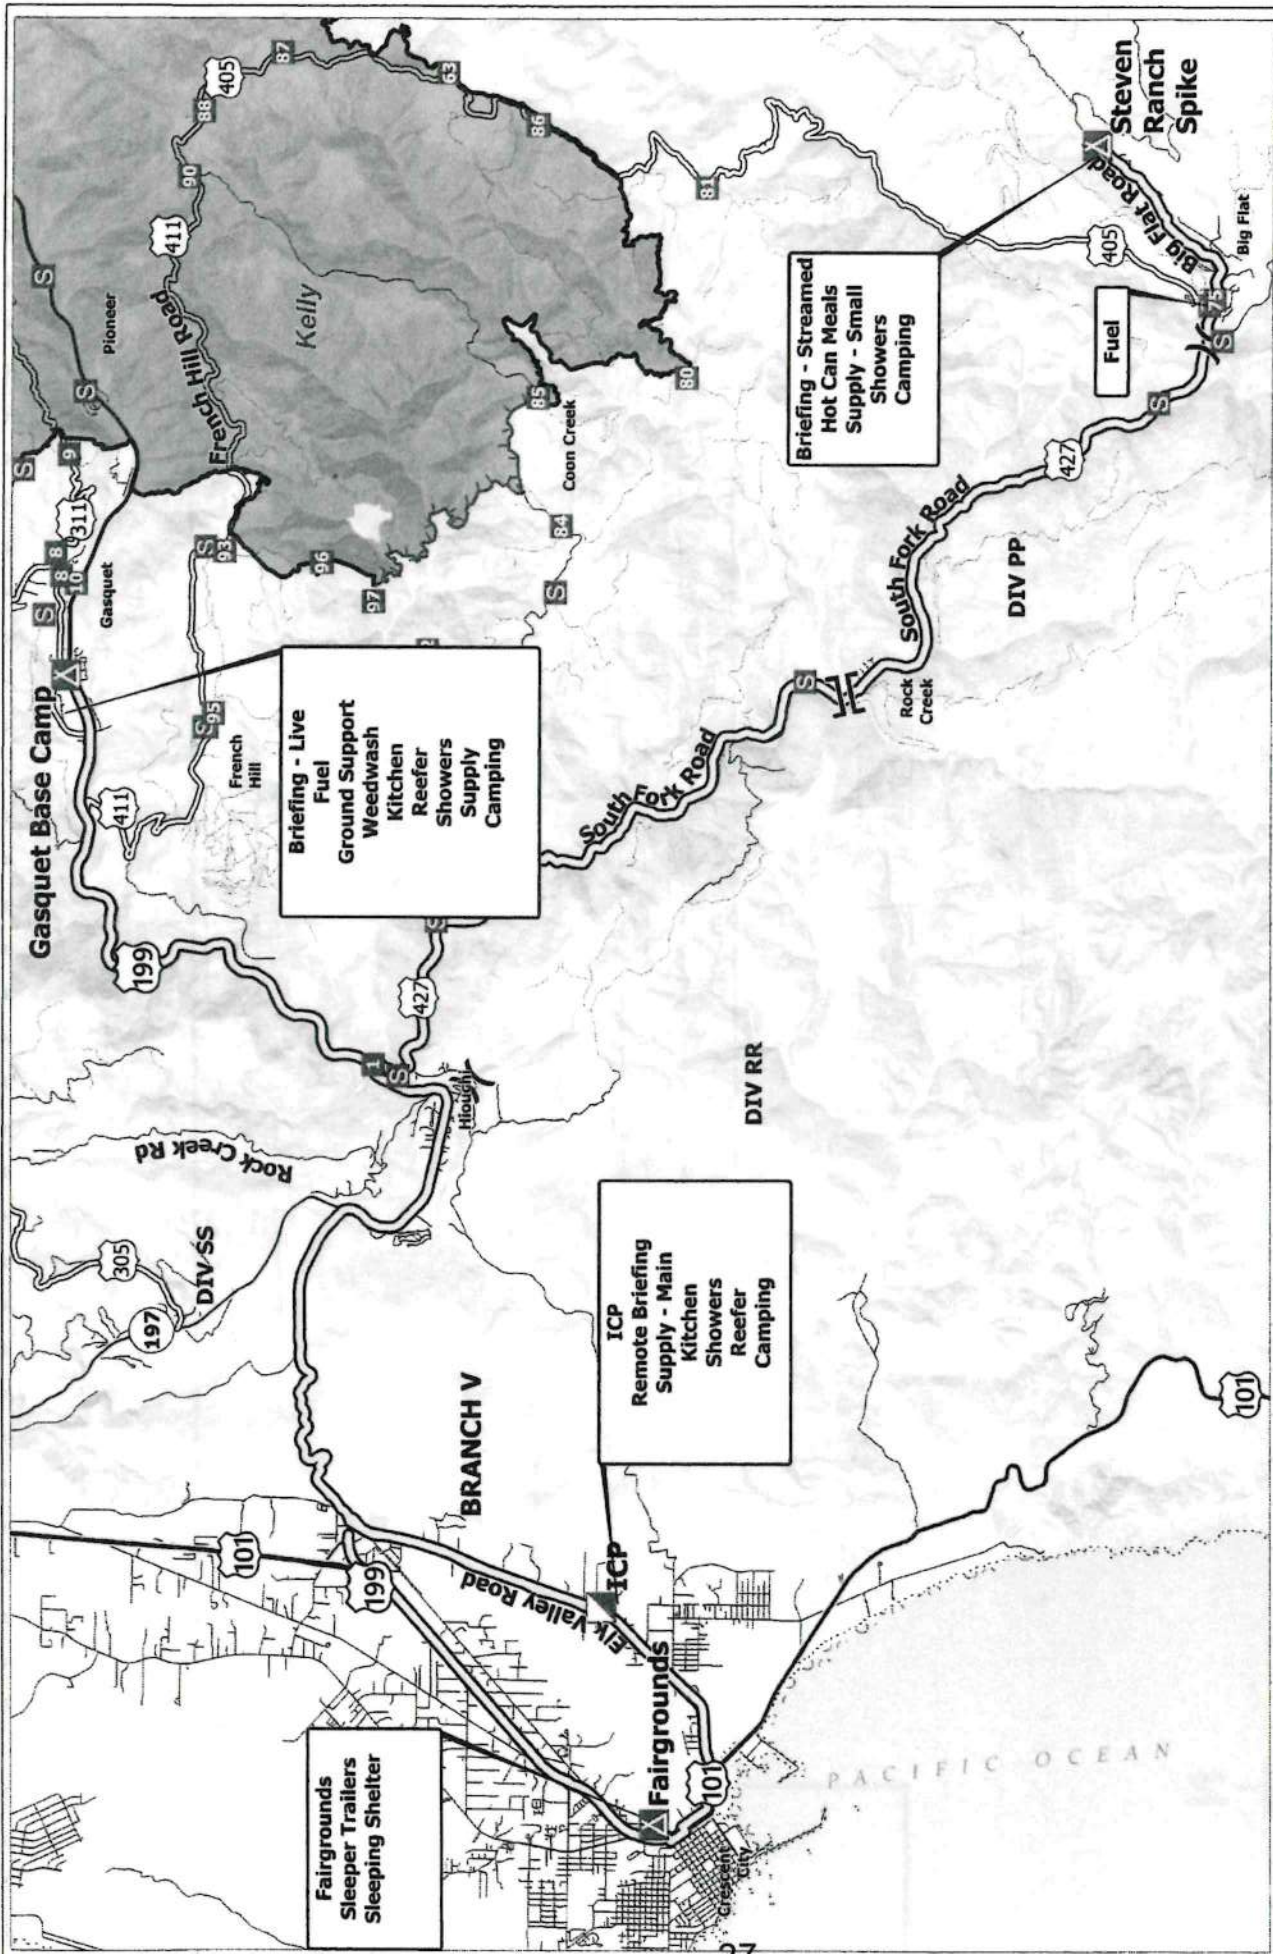 Gasquet Base Camp
Briefing - Live
Fuel
Ground Support
Weedwash
Kitchen
Reefer
Showers
Supply
Camping
Fairgrounds
Sleeper Trailers
Sleeping Shelter
ICP
Remote Briefing
Supply - Main
Kitchen
Showers
Reefer
Camping
Briefing - Streamed
Hot Can Meals
Supply - Small
Showers
Camping
Fuel
Steven
Ranch
Spike
Big Flat Road
Big Flat
75
S
405
S
427
South Fork Road
DIV PP
Rock
Creek
S
South Fork Road
S
427
DIV RR
Hiouchi
1
S
199
411
French
Hill
S
95
S
93
Gasquet
S
8
8
10
311
9
S
S
Pioneer
S
French Hill Road
411
90
88
405
87
63
86
81
Kelly
80
85
Coon Creek
84
S
96
97
Rock Creek Rd
305
DIV SS
197
BRANCH V
101
199
Elk Valley Road
ICP
Fairgrounds
101
Crescent
City
PACIFIC OCEAN
101